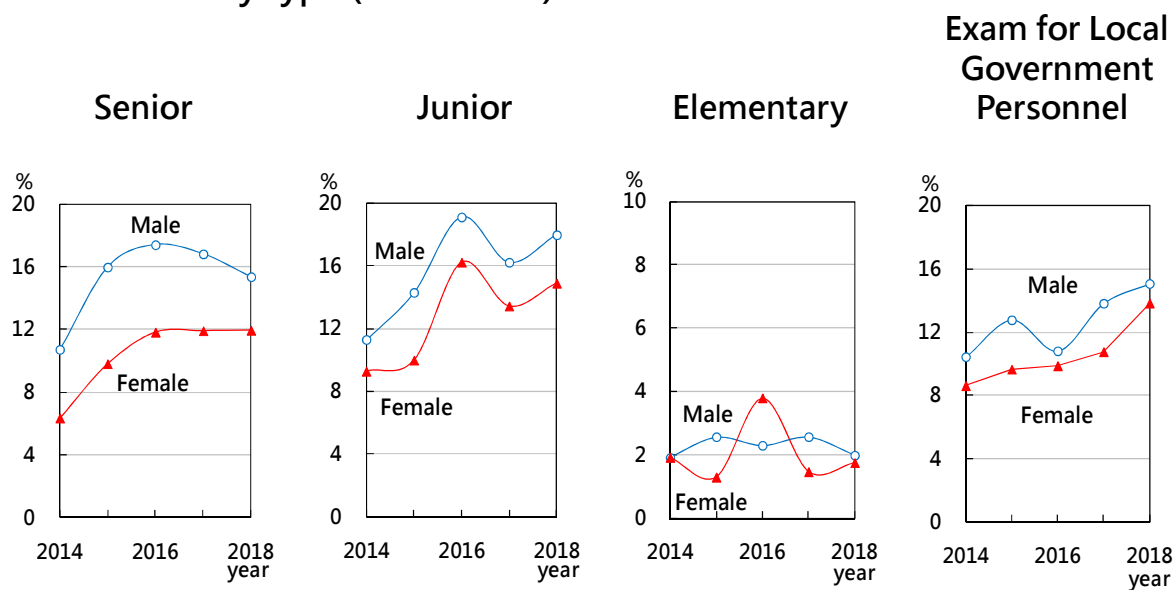 Exam for Local
Government
Personnel
Senior
Junior
Elementary
%
20
16
12
8
4
0
Male
Female
2014
2016
2018
year
%
20
16
12
8
4
0
Male
Female
2014
2016
2018
year
%
10
8
6
4
2
0
Male
Female
2014
2016
2018
year
%
20
16
12
8
4
0
Male
Female
2014
2016
2018
year